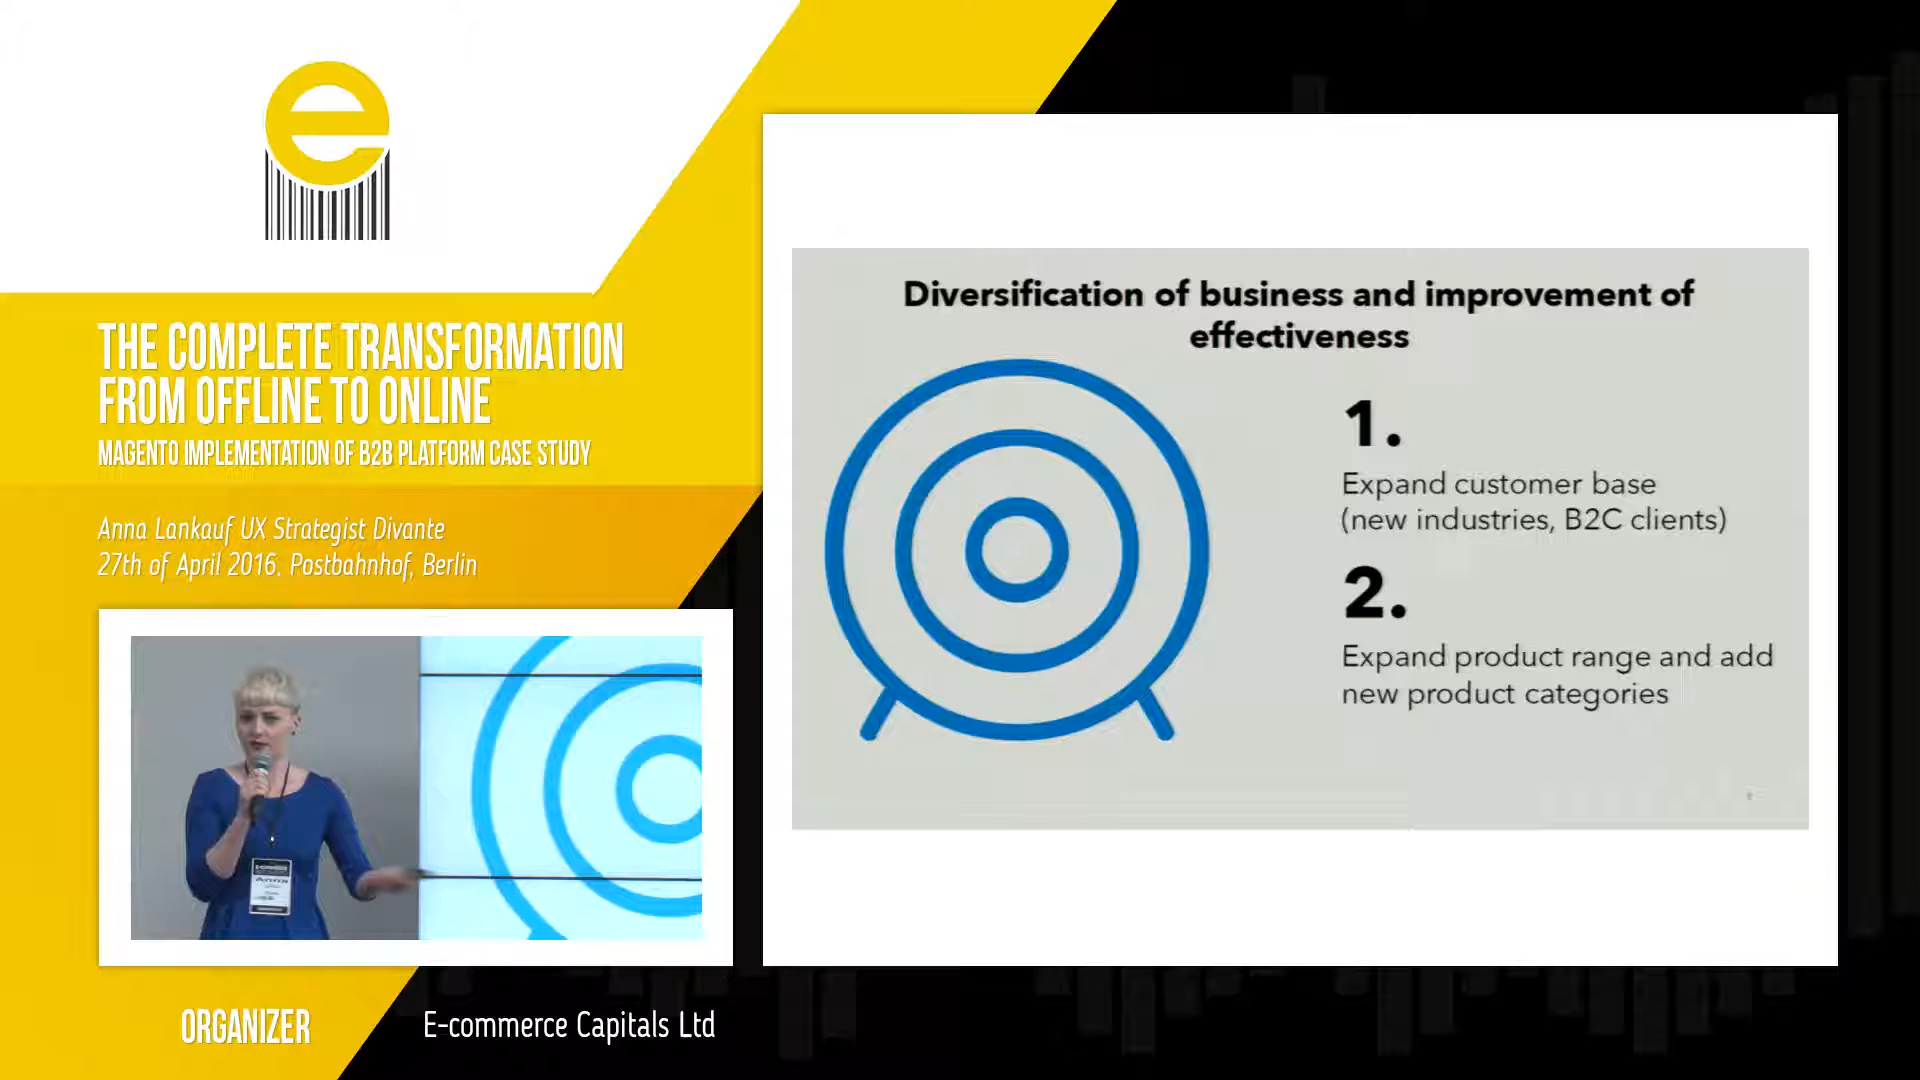 THE COMPLETE TRANSFORMATION
FROM OFFLINE TO ONLINE
MAGENTO IMPLEMENTATION OF B2B PLATFORM CASE STUDY
Anna Lankauf UX Strategist Divante
27th of April 2016. Postbahnhof, Berlin
ORGANIZER
E-commerce Capitals Ltd
Diversification of business and improvement of
effectiveness
1.
Expand customer base
(new industries, B2C clients)
2.
Expand product range and add
new product categories